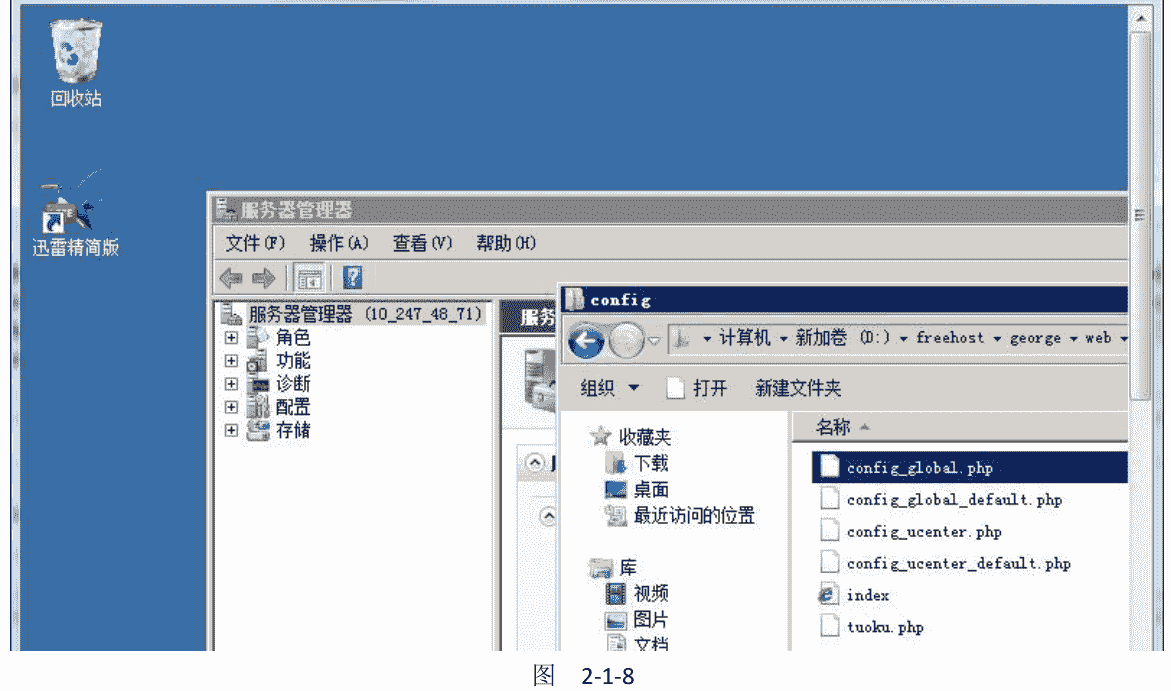 回收站
迅雷精简版
服务器管理器
文件(F) 操作(A) 查看(V) 帮助(H)
服务器管理器 (10_247_48_71)
角色
功能
诊断
配置
存储
服务
config
计算机 新加卷 (D:) freehost george web
组织 打开 新建文件夹
收藏夹
下载
桌面
最近访问的位置
库
视频
图片
文档
名称
config_global.php
config_global_default.php
config_ucenter.php
config_ucenter_default.php
index
tuoku.php
图 2-1-8